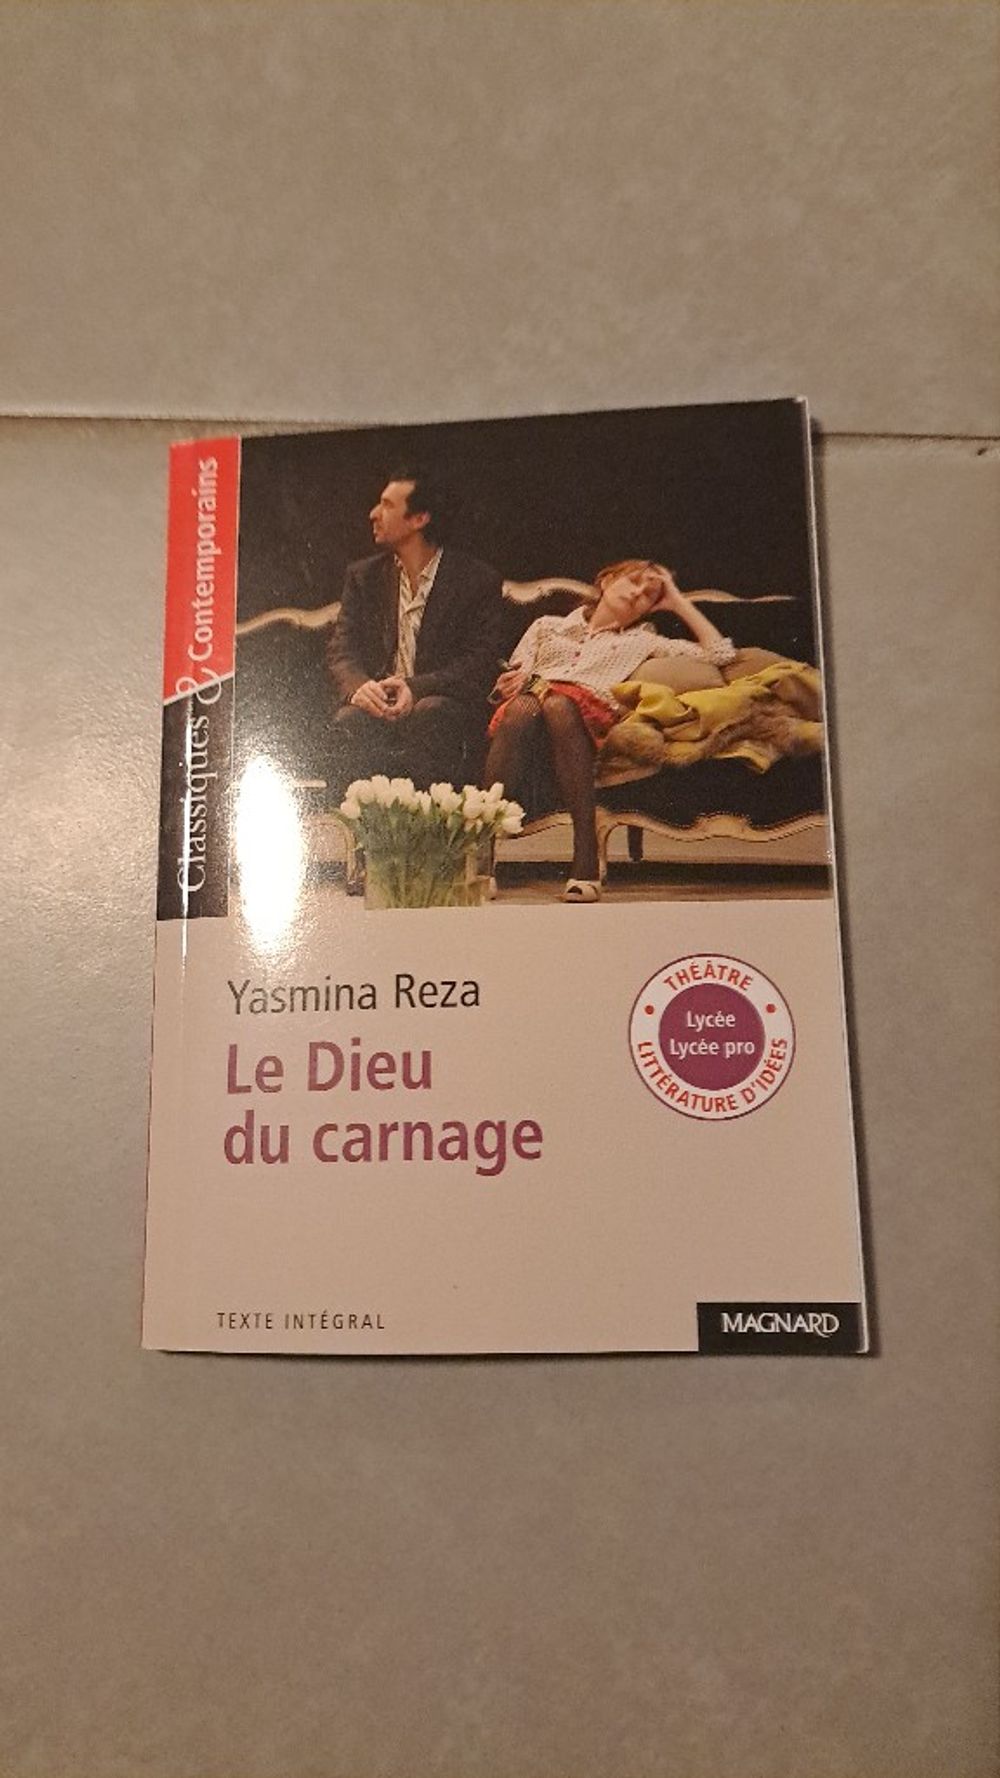 Classiques & Contemporains
Yasmina Reza
Le Dieu
du carnage
THÉÂTRE
Lycée
Lycée pro
LITTÉRATURE D'IDÉES
TEXTE INTÉGRAL
MAGNARD